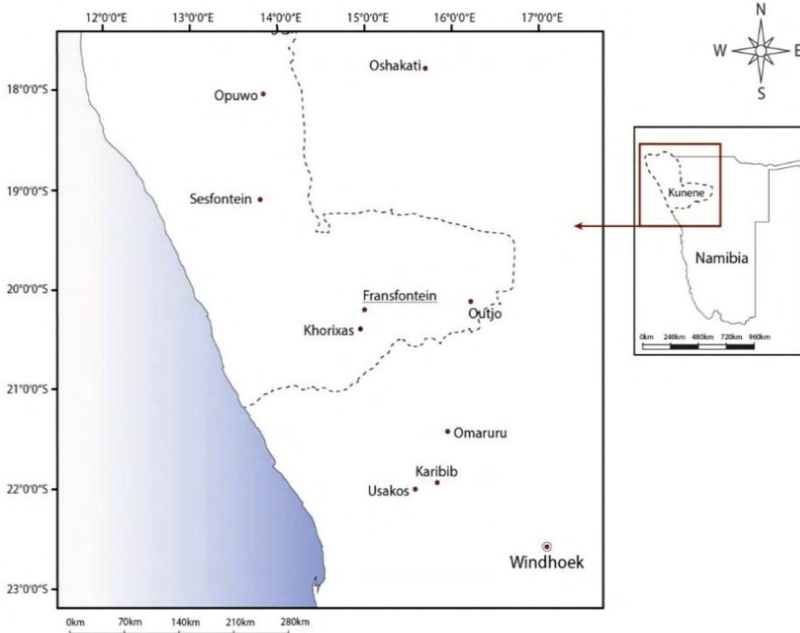 12°0'0"S
13°0'0"S
14°0'0"S
15°0'0"S
16°0'0"S
17°0'0"S
N
W
E
S
18°0'0"S
19°0'0"S
20°0'0"S
21°0'0"S
22°0'0"S
23°0'0"S
Oshakati
Opuwo
Sesfontein
Fransfontein
Outjo
Khorixas
Omaruru
Karibib
Usakos
Windhoek
Kunene
Namibia
0km 240km 480km 720km 960km
0km 70km 140km 210km 280km